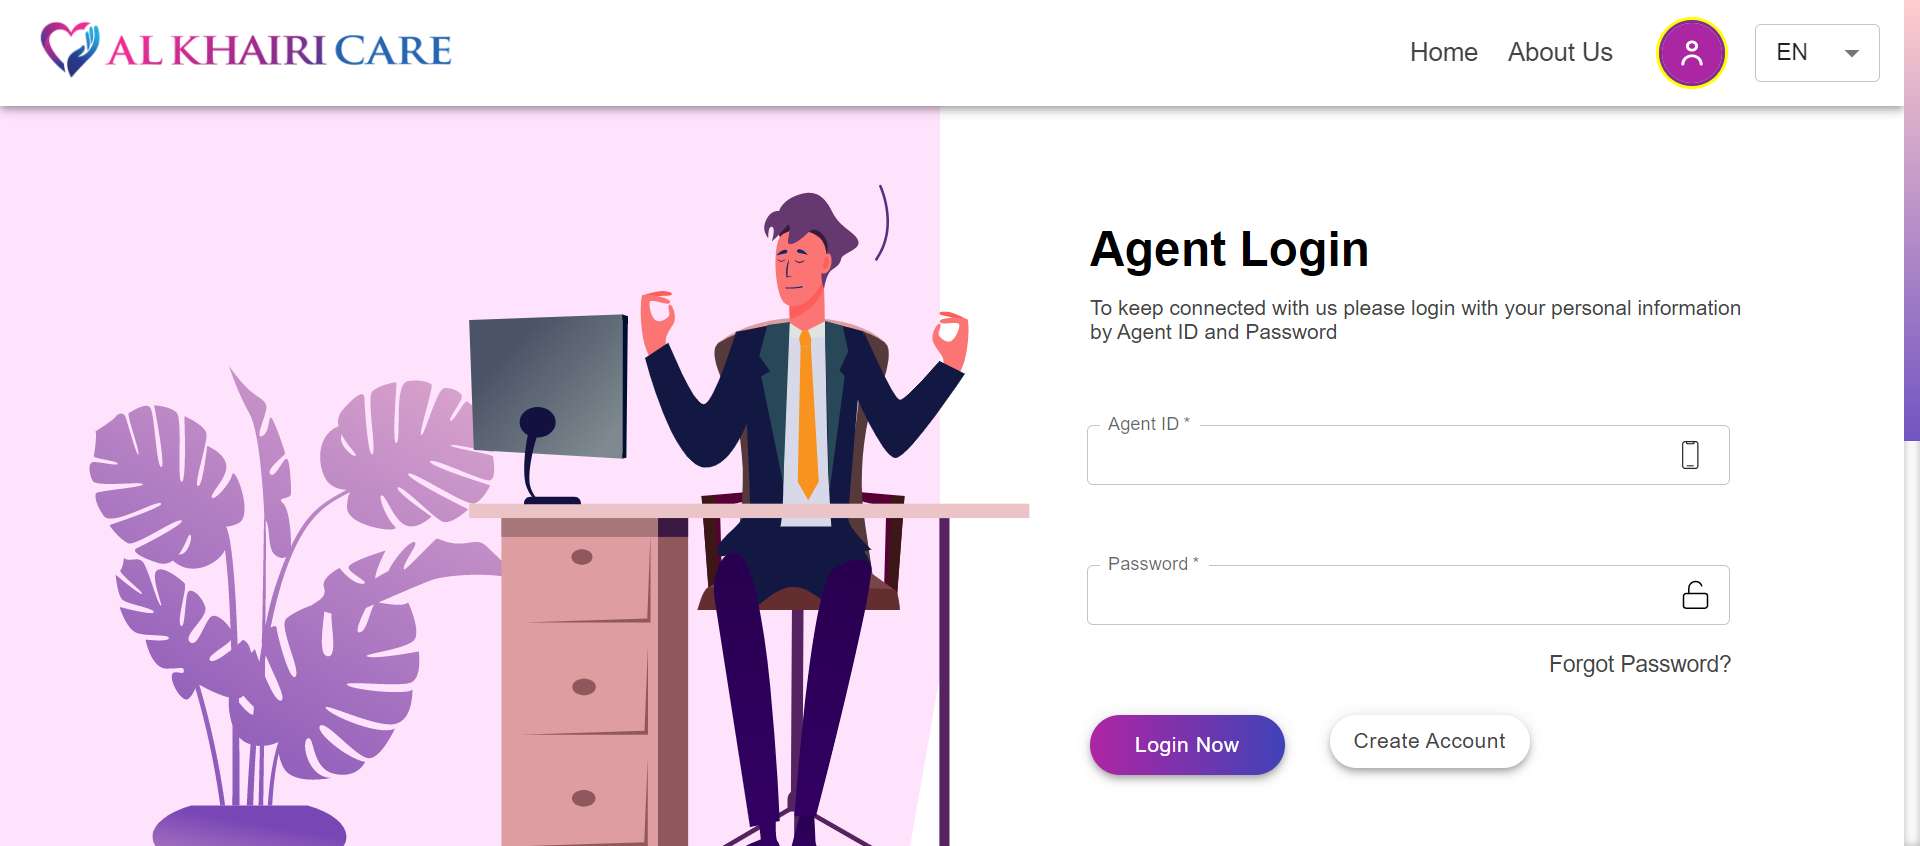 AL KHAIRI CARE
Home
About Us
EN
Agent Login
To keep connected with us please login with your personal information
by Agent ID and Password
Agent ID *
Password *
Forgot Password?
Login Now
Create Account